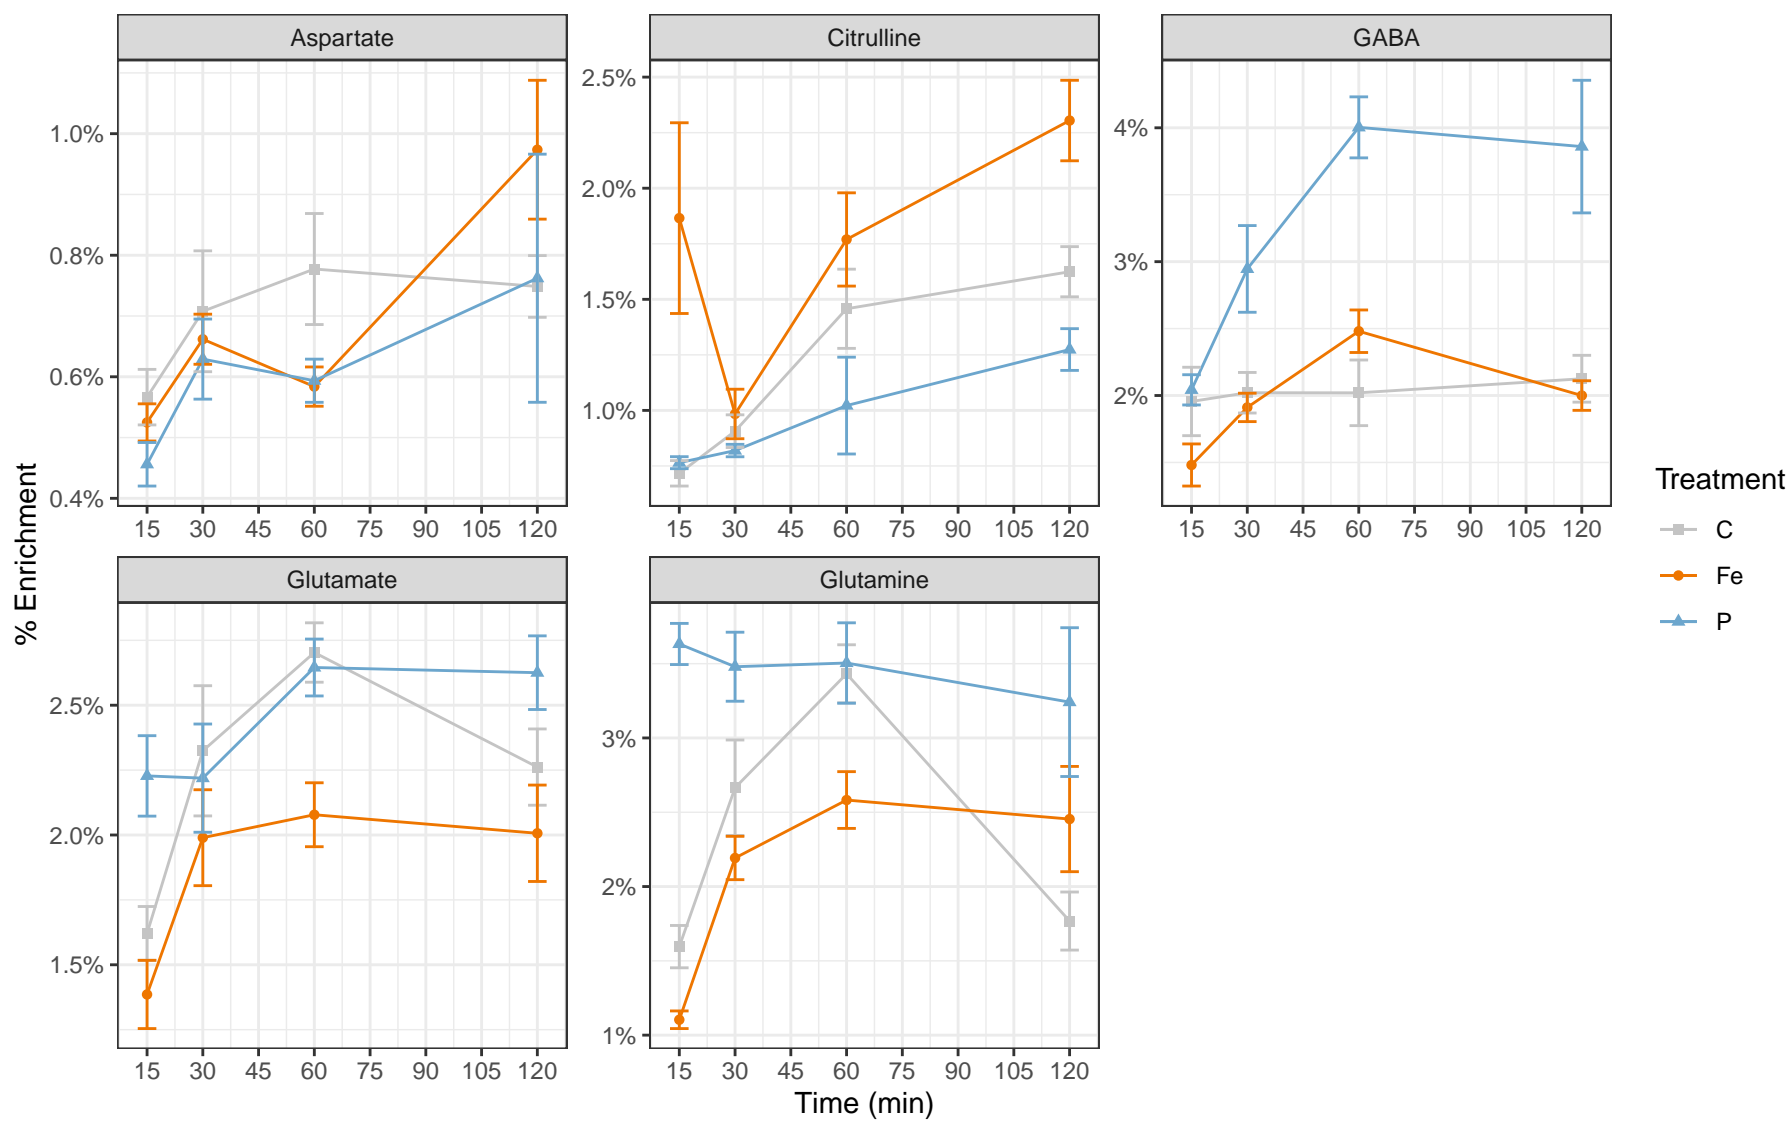 Aspartate
Citrulline
GABA
1.0%
0.8%
0.6%
0.4%
15 30 45 60 75 90 105 120
2.5%
2.0%
1.5%
1.0%
15 30 45 60 75 90 105 120
4%
3%
2%
15 30 45 60 75 90 105 120
Glutamate
Glutamine
2.5%
2.0%
1.5%
15 30 45 60 75 90 105 120
3%
2%
1%
15 30 45 60 75 90 105 120
% Enrichment
Time (min)
Treatment
C
Fe
P